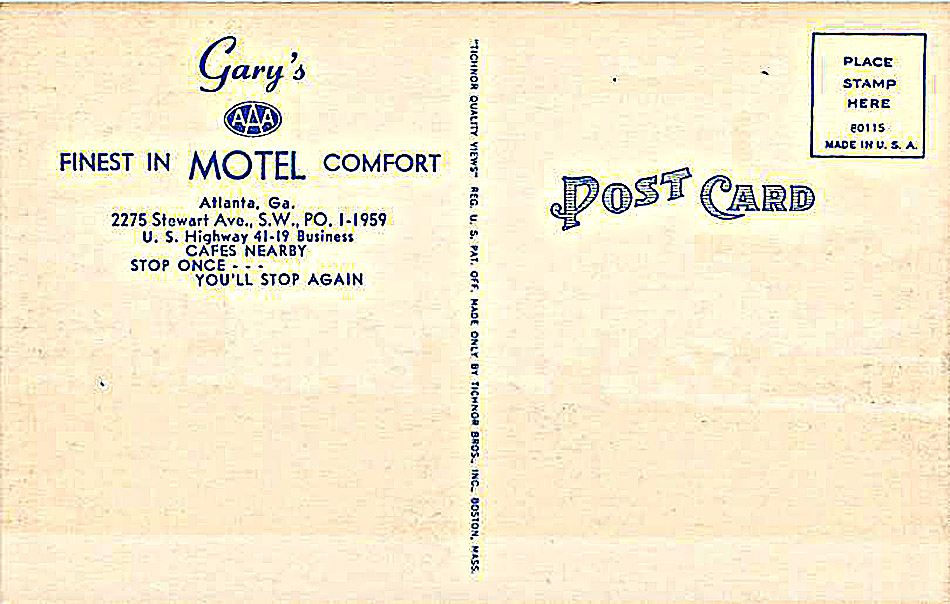 Gary's
AAA
FINEST IN MOTEL COMFORT
Atlanta, Ga.
2275 Stewart Ave., S.W., PO. 1-1959
U. S. Highway 41-19 Business
CAFES NEARBY
STOP ONCE - - -
YOU'LL STOP AGAIN
"TICHNOR QUALITY VIEWS" REG. U. S. PAT. OFF. MADE ONLY BY TICHNOR BROS., INC., BOSTON, MASS.
POST CARD
PLACE
STAMP
HERE
80115
MADE IN U. S. A.